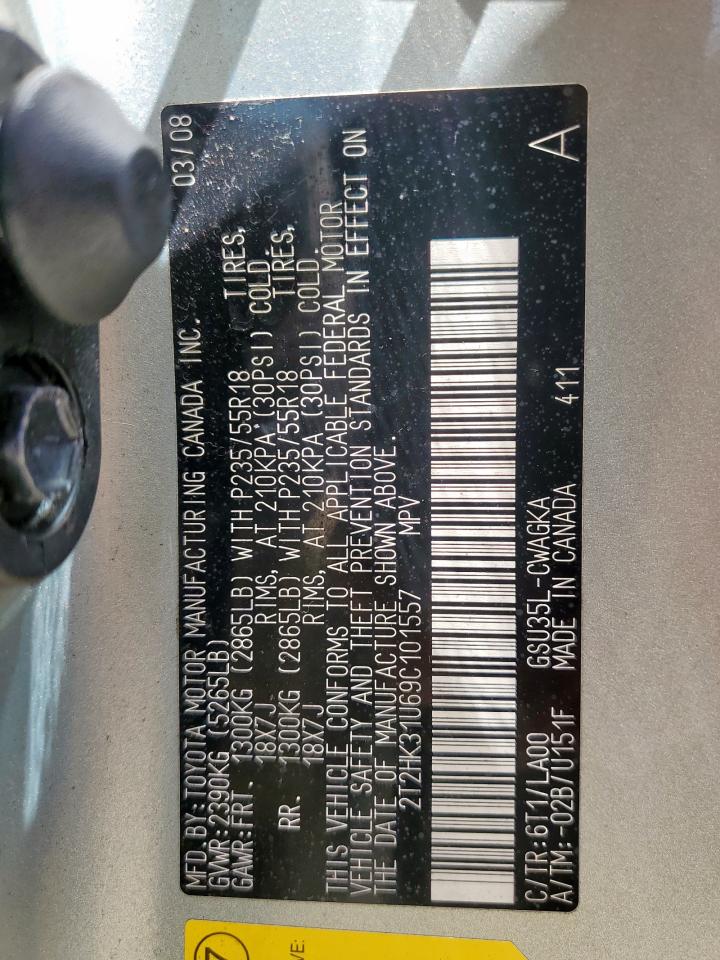 MFD. BY: TOYOTA MOTOR MANUFACTURING CANADA INC. 03/08
GVWR:2390KG (5265LB)
GAWR:FRT. 1300KG (2865LB) WITH P235/55R18 TIRES,
18X7J RIMS, AT 210KPA (30PSI) COLD
RR. 1300KG (2865LB) WITH P235/55R18 TIRES,
18X7J RIMS, AT 210KPA (30PSI) COLD.
THIS VEHICLE CONFORMS TO ALL APPLICABLE FEDERAL MOTOR
VEHICLE SAFETY AND THEFT PREVENTION STANDARDS IN EFFECT ON
THE DATE OF MANUFACTURE SHOWN ABOVE.
2T2HK31U69C101557 MPV
C/TR:6T1/LA00 GSU35L-CWAGKA
A/TM:-02B/U151F MADE IN CANADA 411 A
7
VE: